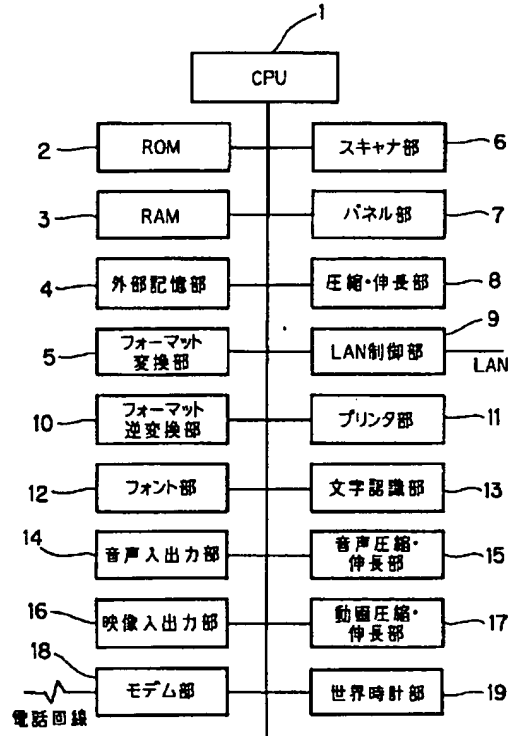 1
CPU
2
ROM
スキャナ部
6
3
RAM
パネル部
7
4
外部記憶部
圧縮・伸長部
8
5
フォーマット
変換部
LAN制御部
9
LAN
10
フォーマット
逆変換部
プリンタ部
11
12
フォント部
文字認識部
13
14
音声入出力部
音声圧縮・
伸長部
15
16
映像入出力部
動画圧縮・
伸長部
17
18
モデム部
電話回線
世界時計部
19